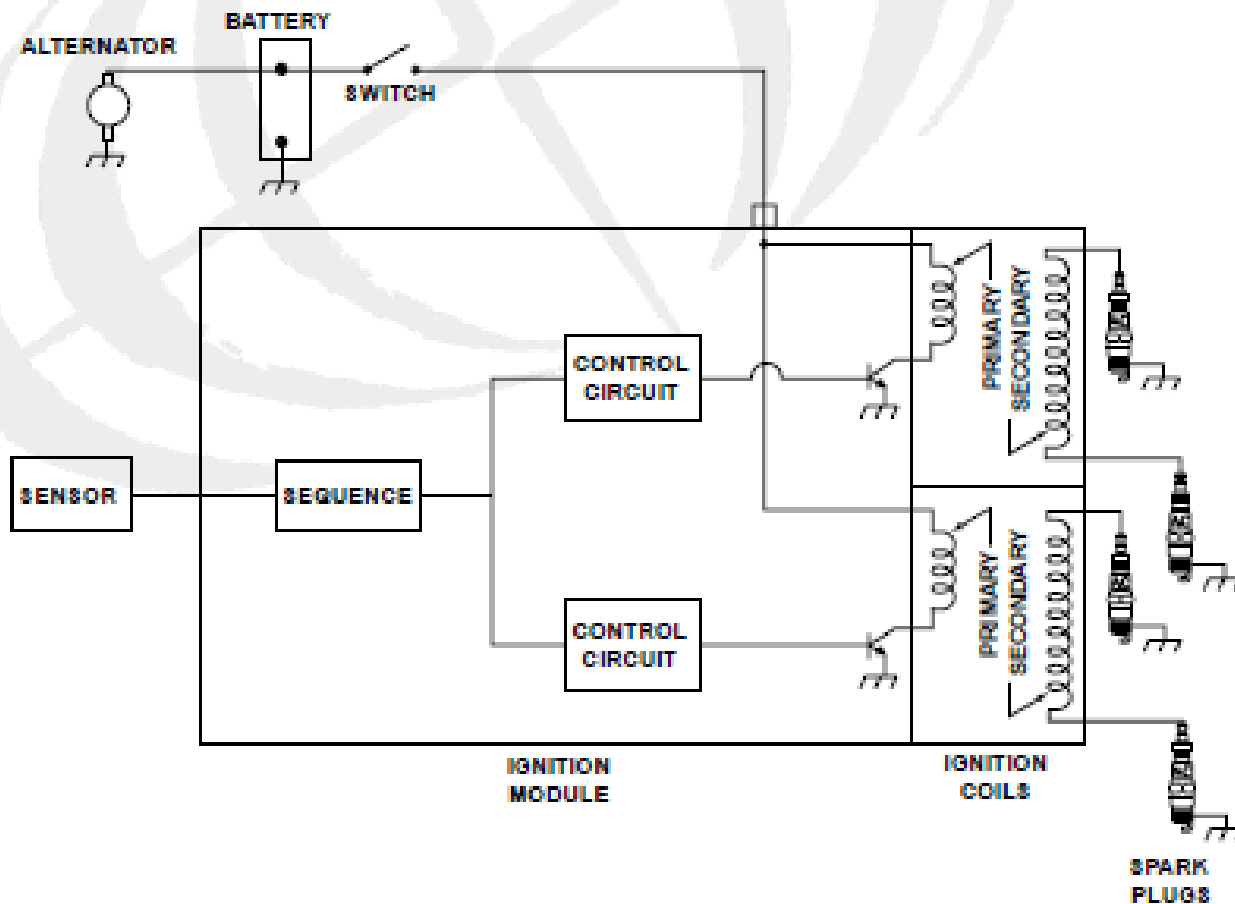 BATTERY
ALTERNATOR
SWITCH
PRIMARY
SECONDARY
CONTROL
CIRCUIT
SENSOR
SEQUENCE
PRIMARY
SECONDARY
CONTROL
CIRCUIT
IGNITION
MODULE
IGNITION
COILS
SPARK
PLUGS